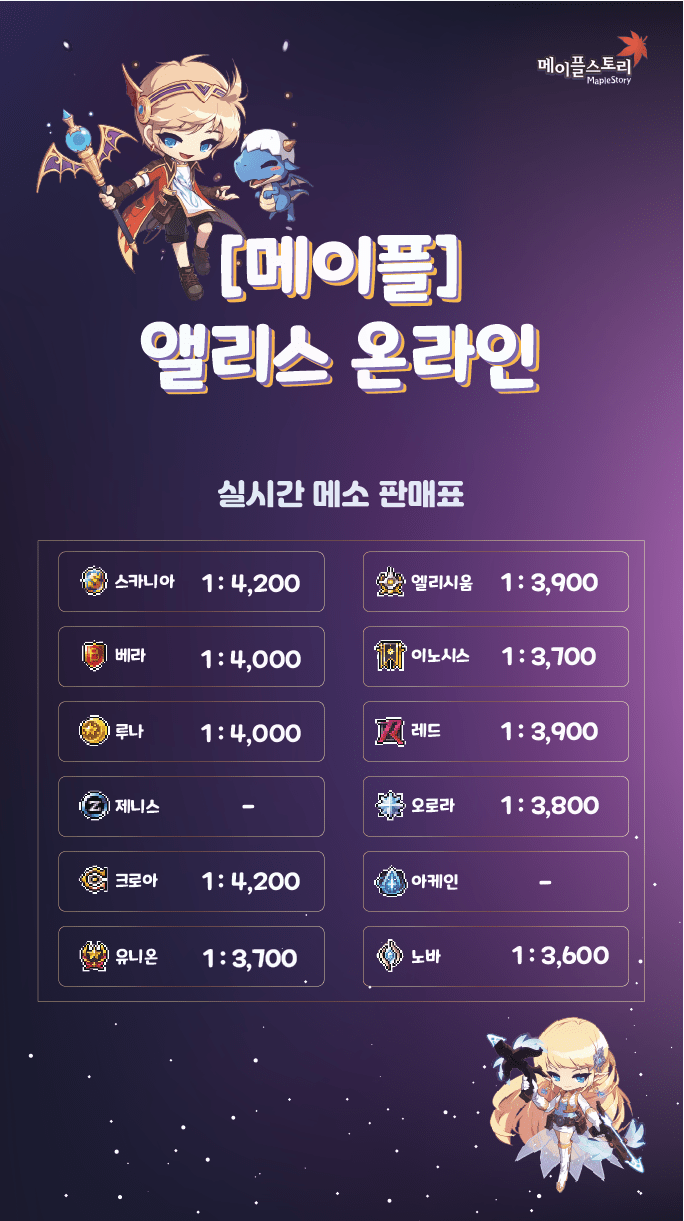 메이플스토리
MapleStory
[메이플]
앨리스 온라인
실시간 메소 판매표
스카니아 1 : 4,200
엘리시움 1 : 3,900
베라 1 : 4,000
이노시스 1 : 3,700
루나 1 : 4,000
레드 1 : 3,900
제니스 -
오로라 1 : 3,800
크로아 1 : 4,200
아케인 -
유니온 1 : 3,700
노바 1 : 3,600